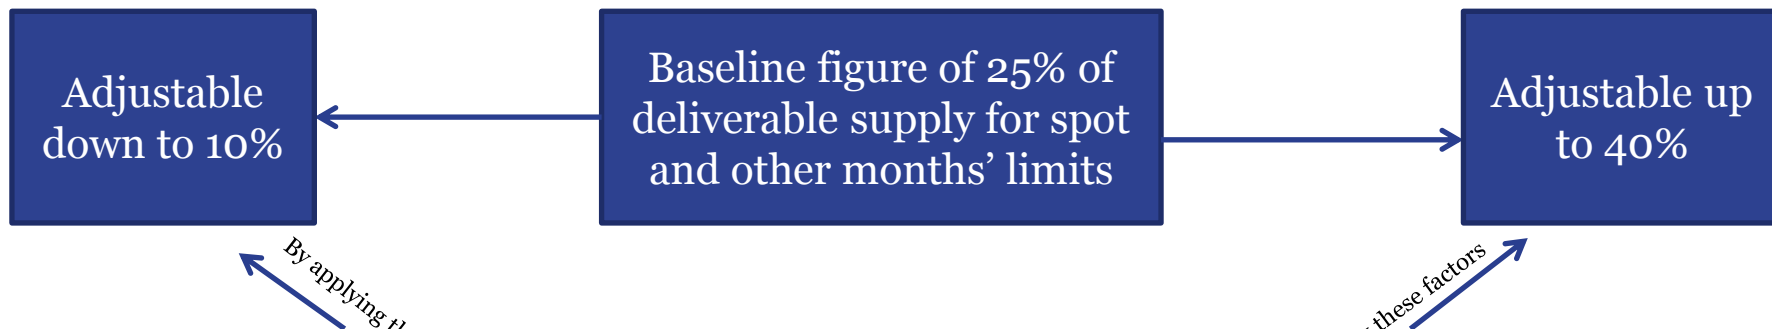 Adjustable
down to 10%
Baseline figure of 25% of
deliverable supply for spot
and other months’ limits
Adjustable up
to 40%
By applying
these factors